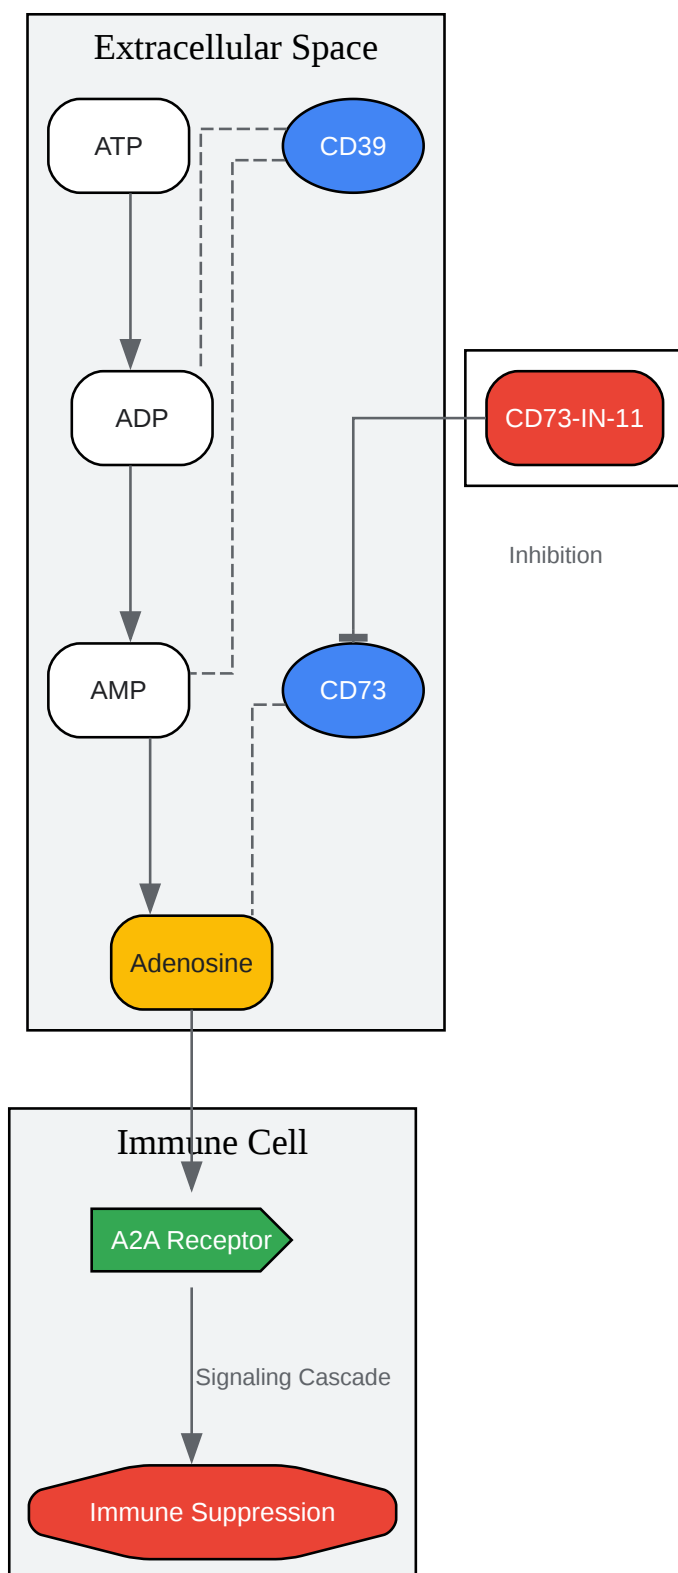 Extracellular Space
ATP
CD39
ADP
CD73-IN-11
Inhibition
AMP
CD73
Adenosine
Immune Cell
A2A Receptor
Signaling Cascade
Immune Suppression